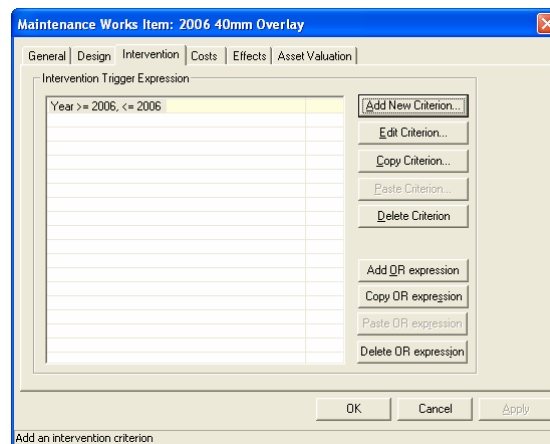 Maintenance Works Item: 2006 40mm Overlay
General Design Intervention Costs Effects Asset Valuation
Intervention Trigger Expression
Year >= 2006, <= 2006
Add New Criterion...
Edit Criterion...
Copy Criterion...
Paste Criterion...
Delete Criterion
Add OR expression
Copy OR expression
Paste OR expression
Delete OR expression
OK Cancel Apply
Add an intervention criterion